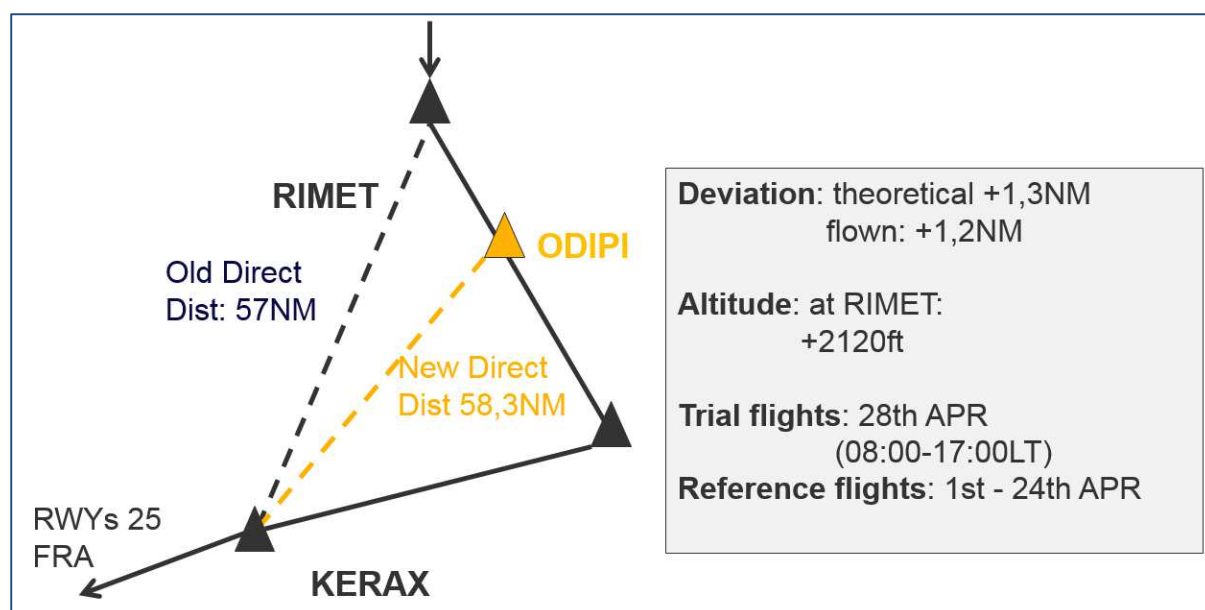 RIMET
ODIPI
Old Direct
Dist: 57NM
New Direct
Dist 58,3NM
RWYs 25
FRA
KERAX
Deviation: theoretical +1,3NM
flown: +1,2NM
Altitude: at RIMET:
+2120ft
Trial flights: 28th APR
(08:00-17:00LT)
Reference flights: 1st - 24th APR